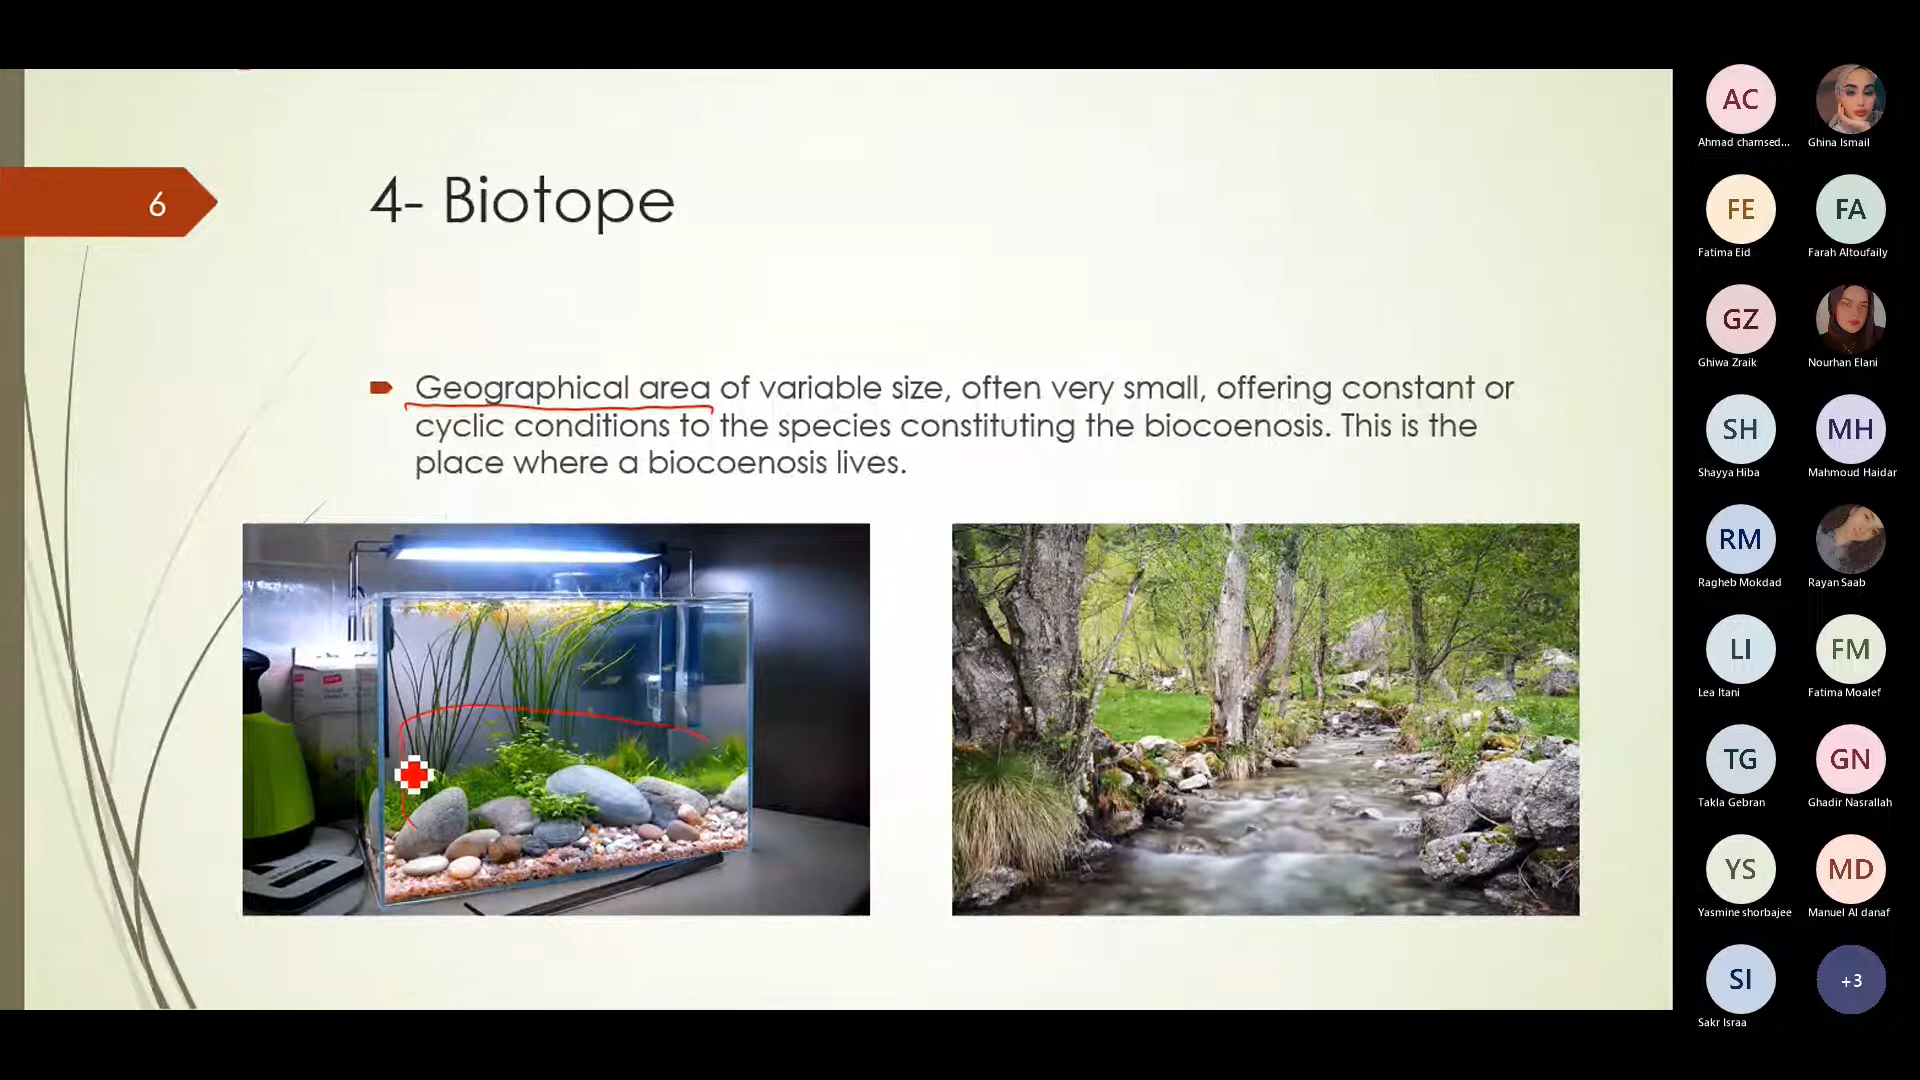 6
4- Biotope
Geographical area of variable size, often very small, offering constant or
cyclic conditions to the species constituting the biocoenosis. This is the
place where a biocoenosis lives.
AC
Ahmad chamsed...
Ghina Ismail
FE
Fatima Eid
FA
Farah Altoufaily
GZ
Ghiwa Zraik
Nourhan Elani
SH
Shayya Hiba
MH
Mahmoud Haidar
RM
Ragheb Mokdad
Rayan Saab
LI
Lea Itani
FM
Fatima Moalef
TG
Takla Gebran
GN
Ghadir Nasrallah
YS
Yasmine shorbajee
MD
Manuel Al danaf
SI
Sakr Israa
+3